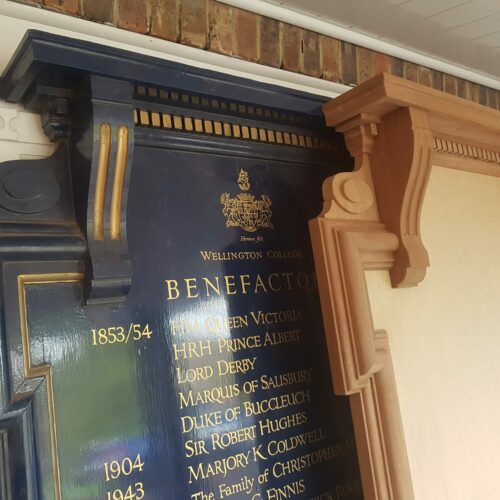 Wellington College
BENEFACTO
1853/54 HM QUEEN VICTORIA
HRH PRINCE ALBERT
LORD DERBY
MARQUIS OF SALISBURY
DUKE OF BUCCLEUCH
SIR ROBERT HUGHES
1904 MARJORY K COLDWELL
1943 The Family of CHRISTOPHER
FINNIS